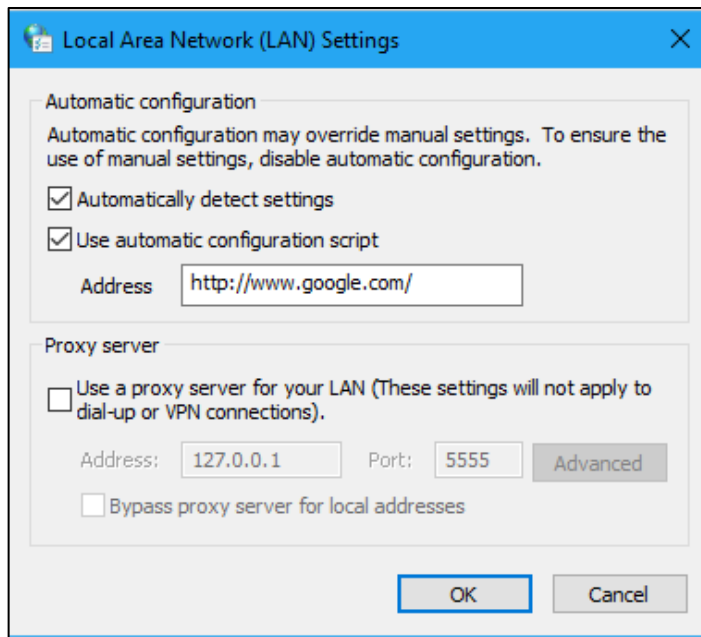 Local Area Network (LAN) Settings
Automatic configuration
Automatic configuration may override manual settings.  To ensure the
use of manual settings, disable automatic configuration.
Automatically detect settings
Use automatic configuration script
Address http://www.google.com/
Proxy server
Use a proxy server for your LAN (These settings will not apply to
dial-up or VPN connections).
Address: 127.0.0.1 Port: 5555 Advanced
Bypass proxy server for local addresses
OK Cancel